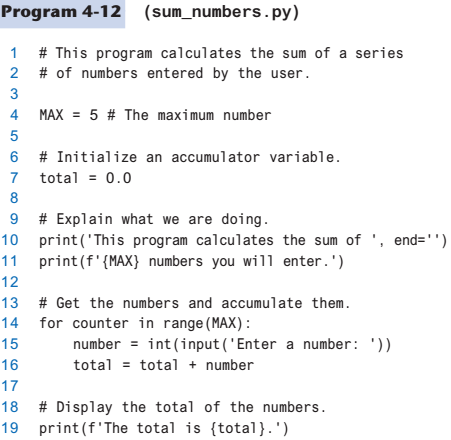 Program 4-12 (sum_numbers.py)
1 # This program calculates the sum of a series
2 # of numbers entered by the user.
3
4 MAX = 5 # The maximum number
5
6 # Initialize an accumulator variable.
7 total = 0.0
8
9 # Explain what we are doing.
10 print('This program calculates the sum of ', end='')
11 print(f'{MAX} numbers you will enter.')
12
13 # Get the numbers and accumulate them.
14 for counter in range(MAX):
15     number = int(input('Enter a number: '))
16     total = total + number
17
18 # Display the total of the numbers.
19 print(f'The total is {total}.')